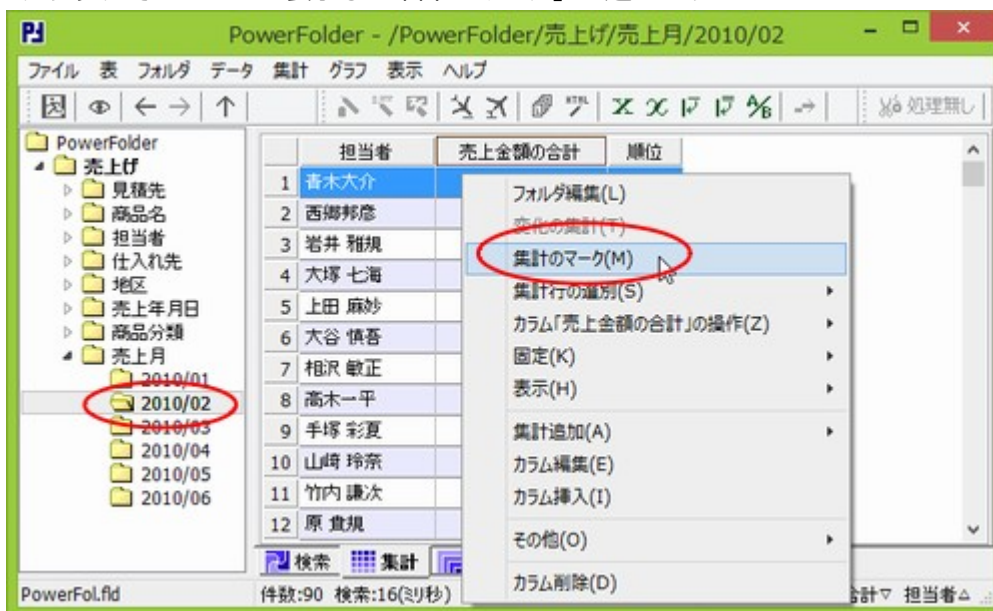 PowerFolder - /PowerFolder/売上げ/売上月/2010/02
ファイル 表 フォルダ データ 集計 グラフ 表示 ヘルプ
処理無し
PowerFolder
売上げ
見積先
商品名
担当者
仕入れ先
地区
売上年月日
商品分類
売上月
2010/01
2010/02
2010/03
2010/04
2010/05
2010/06
担当者 売上金額の合計 順位
1 青木大介
2 西郷邦彦
3 岩井 雅規
4 大塚 七海
5 上田 麻紗
6 大谷 慎吾
7 相沢 敏正
8 高木一平
9 手塚 彩夏
10 山崎 玲奈
11 竹内 謙次
12 原 貴規
フォルダ編集(L)
変化の集計(T)
集計のマーク(M)
集計行の選別(S)
カラム「売上金額の合計」の操作(Z)
固定(K)
表示(H)
集計追加(A)
カラム編集(E)
カラム挿入(I)
その他(O)
カラム削除(D)
検索 集計
PowerFol.fld 件数:90 検索:16(ミリ秒) 合計▽ 担当者△